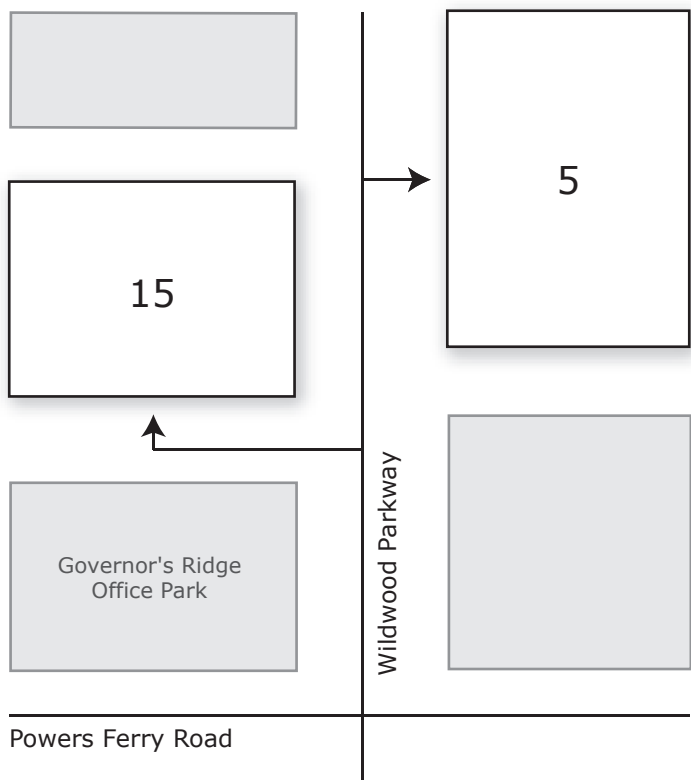 5
15
Wildwood Parkway
Governor's Ridge
Office Park
Powers Ferry Road